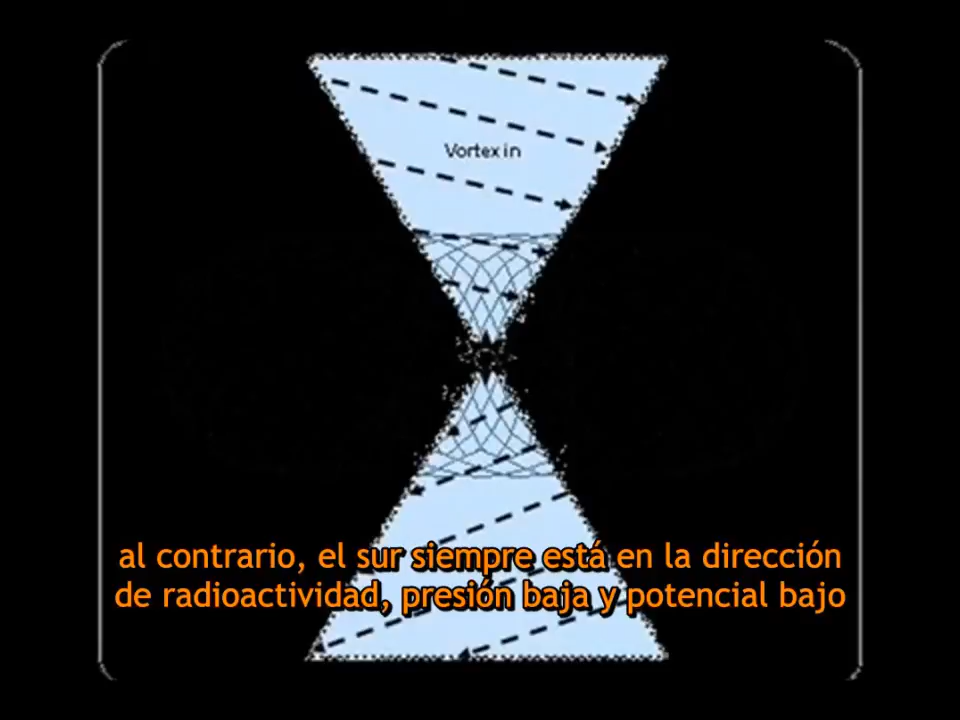 Vortex in
al contrario, el sur siempre está en la dirección
de radioactividad, presión baja y potencial bajo